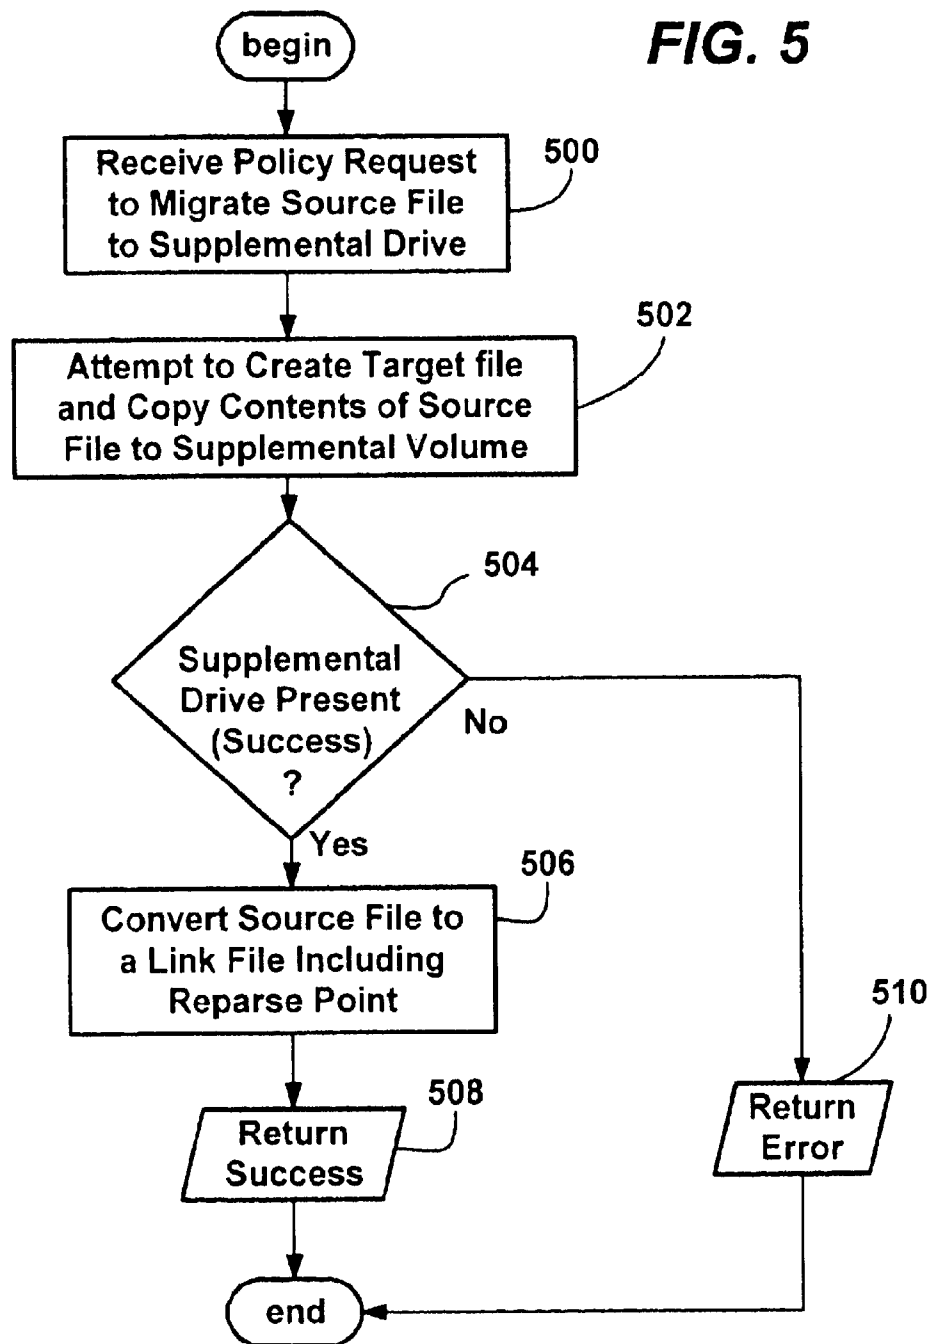 begin
FIG. 5
Receive Policy Request
to Migrate Source File
to Supplemental Drive
500
502
Attempt to Create Target file
and Copy Contents of Source
File to Supplemental Volume
504
Supplemental
Drive Present
(Success)
?
No
Yes
506
Convert Source File to
a Link File Including
Reparse Point
510
508
Return
Success
Return
Error
end